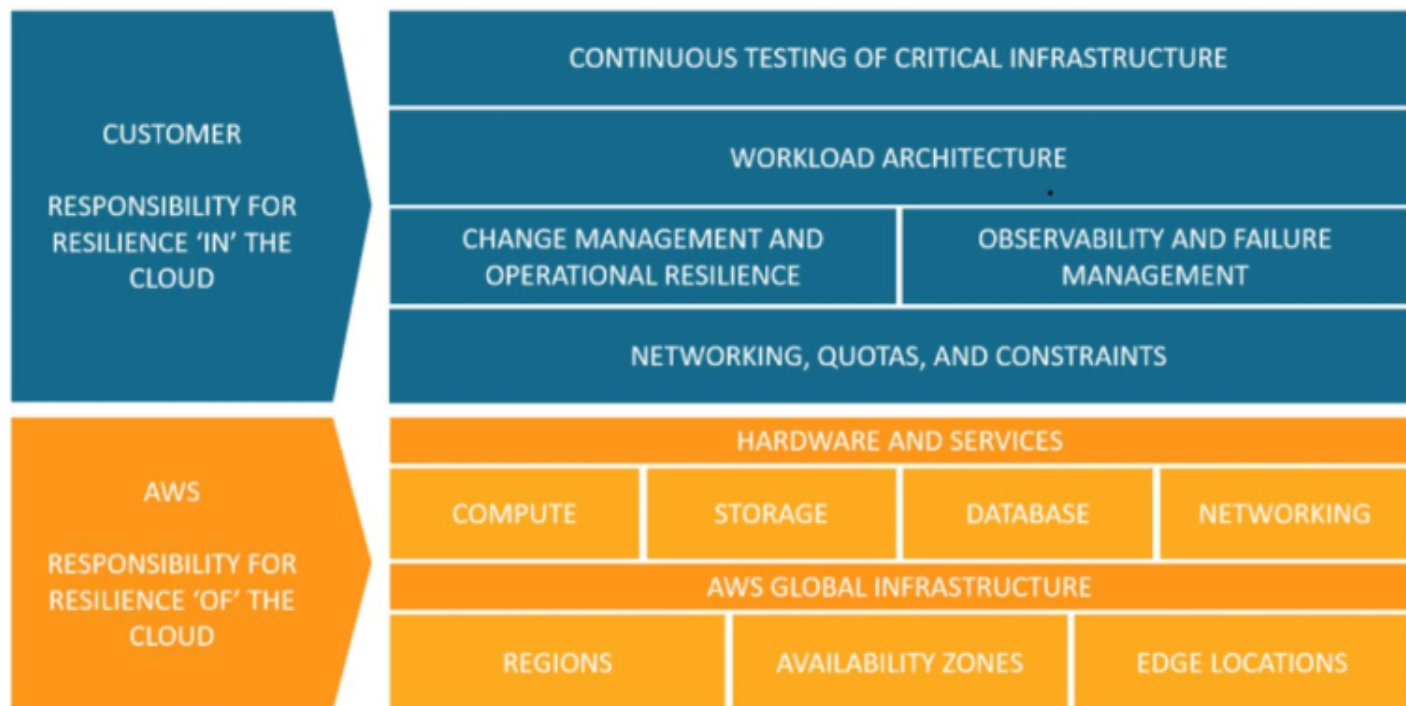 CUSTOMER
RESPONSIBILITY FOR
RESILIENCE ‘IN’ THE
CLOUD
CONTINUOUS TESTING OF CRITICAL INFRASTRUCTURE
WORKLOAD ARCHITECTURE
CHANGE MANAGEMENT AND
OPERATIONAL RESILIENCE
OBSERVABILITY AND FAILURE
MANAGEMENT
NETWORKING, QUOTAS, AND CONSTRAINTS
AWS
RESPONSIBILITY FOR
RESILIENCE ‘OF’ THE
CLOUD
HARDWARE AND SERVICES
COMPUTE
STORAGE
DATABASE
NETWORKING
AWS GLOBAL INFRASTRUCTURE
REGIONS
AVAILABILITY ZONES
EDGE LOCATIONS